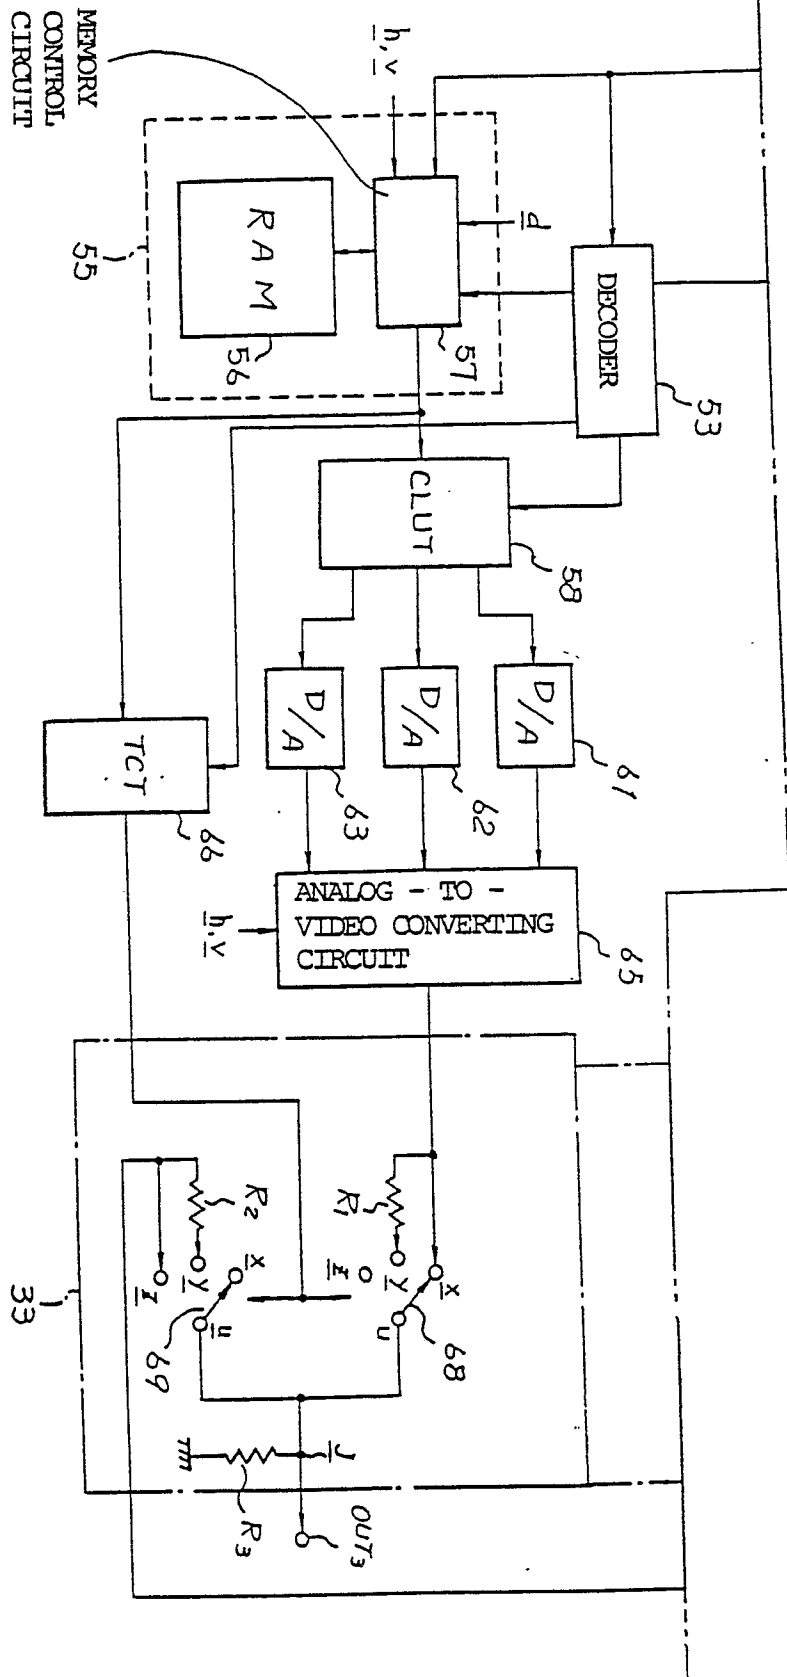 MEMORY
CONTROL
CIRCUIT
h, v
d
DECODER
53
57
RAM
56
55
CLUT
58
D/A
61
D/A
62
D/A
63
TCT
66
ANALOG - TO -
VIDEO CONVERTING
CIRCUIT
65
h, v
R1
x
y
z
u
68
R2
x
y
z
u
69
33
J
R3
OUT3